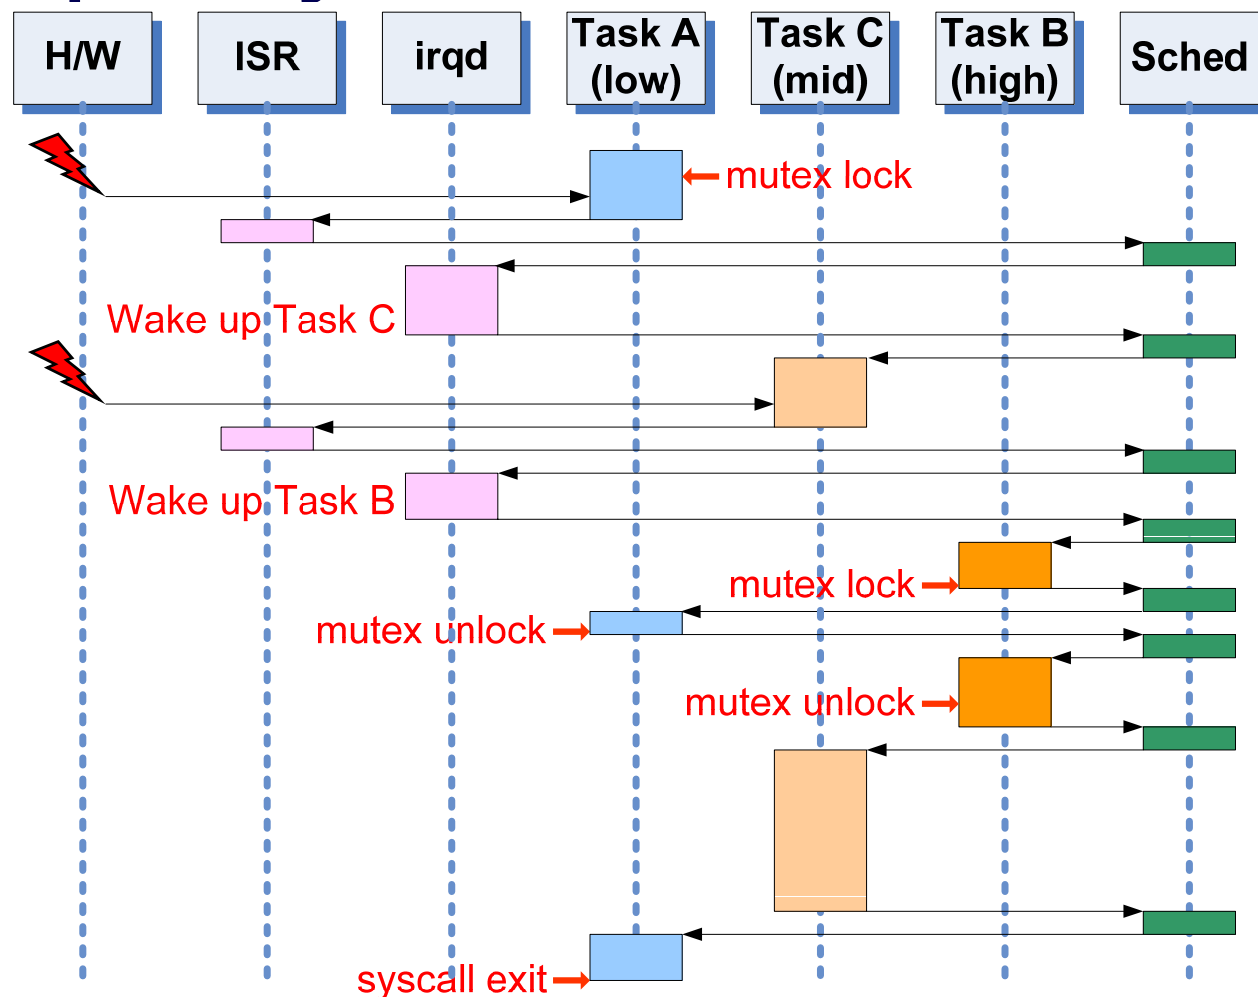 H/W
ISR
irqd
Task A
(low)
Task C
(mid)
Task B
(high)
Sched
mutex lock
Wake up Task C
Wake up Task B
mutex lock
mutex unlock
mutex unlock
syscall exit